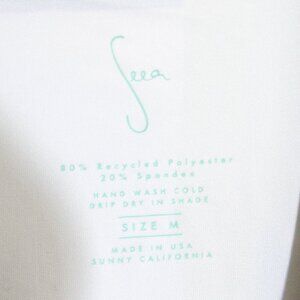 Seea
80% Recycled Polyester
20% Spandex
HAND WASH COLD
DRIP DRY IN SHADE
SIZE M
MADE IN USA
SUNNY CALIFORNIA